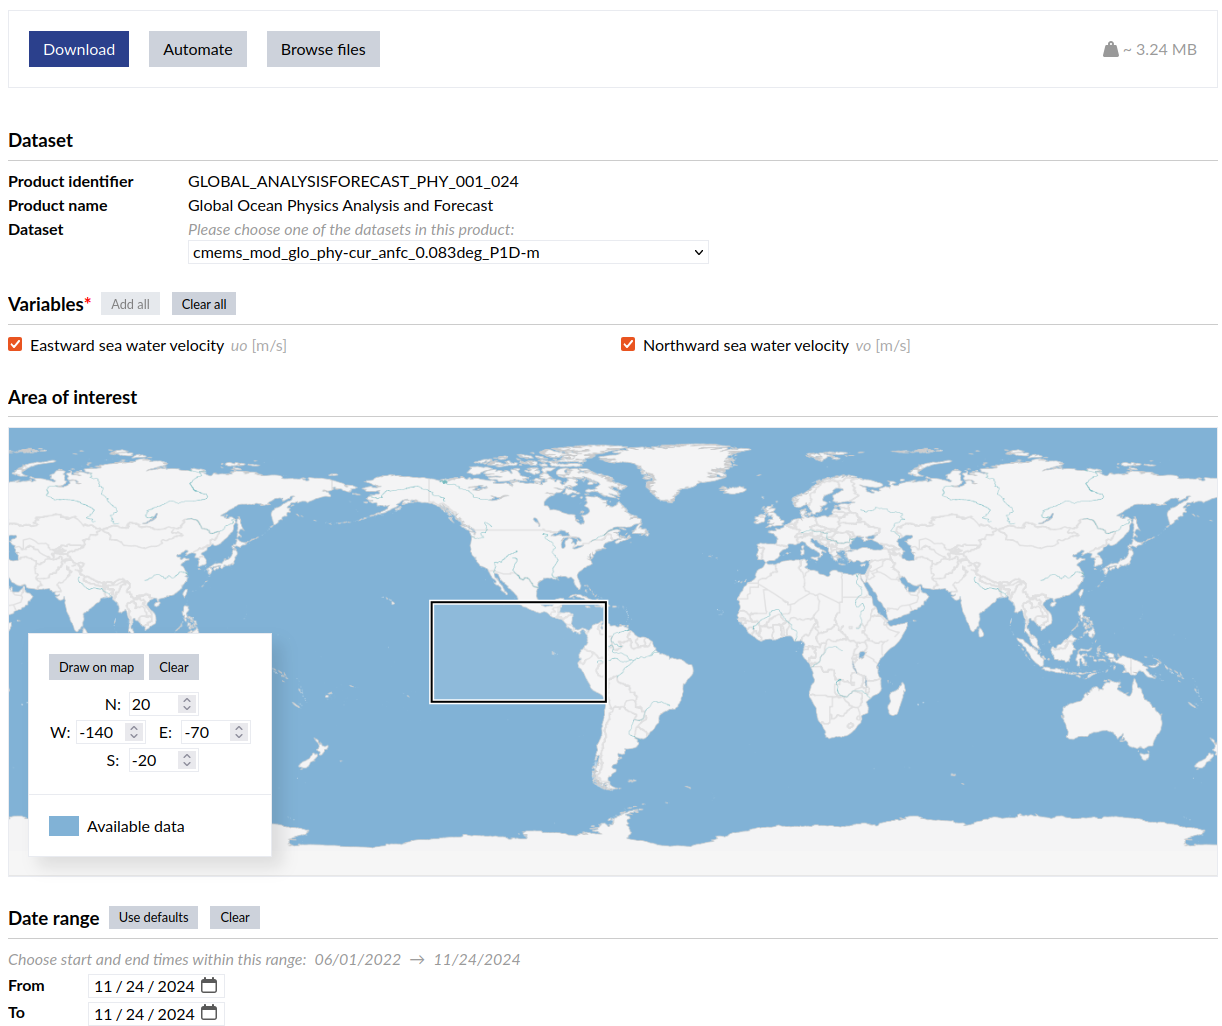 Download Automate Browse files ~ 3.24 MB
Dataset
Product identifier GLOBAL_ANALYSISFORECAST_PHY_001_024
Product name Global Ocean Physics Analysis and Forecast
Dataset Please choose one of the datasets in this product:
cmems_mod_glo_phy-cur_anfc_0.083deg_P1D-m
Variables* Add all Clear all
Eastward sea water velocity uo [m/s] Northward sea water velocity vo [m/s]
Area of interest
Draw on map Clear
N: 20
W: -140 E: -70
S: -20
Available data
Date range Use defaults Clear
Choose start and end times within this range: 06/01/2022 → 11/24/2024
From 11 / 24 / 2024
To 11 / 24 / 2024